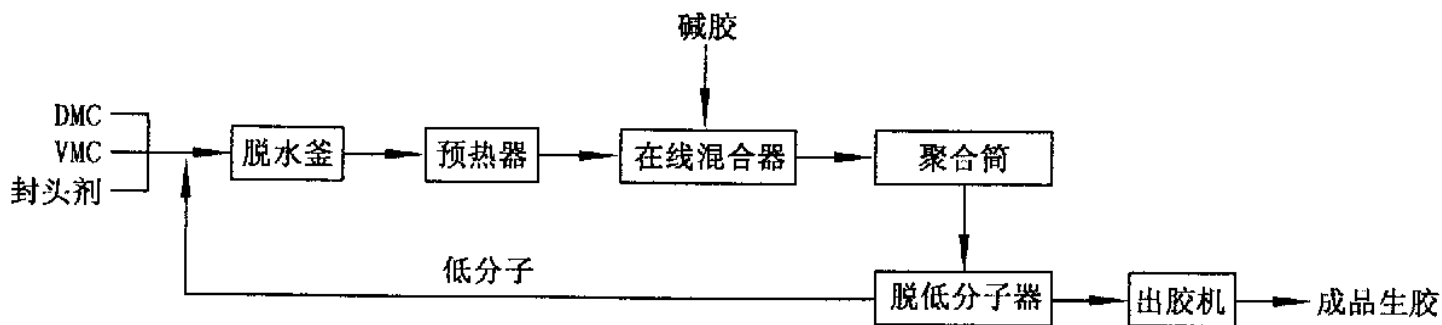 碱胶
DMC
VMC
封头剂
脱水釜
预热器
在线混合器
聚合筒
低分子
脱低分子器
出胶机
成品生胶